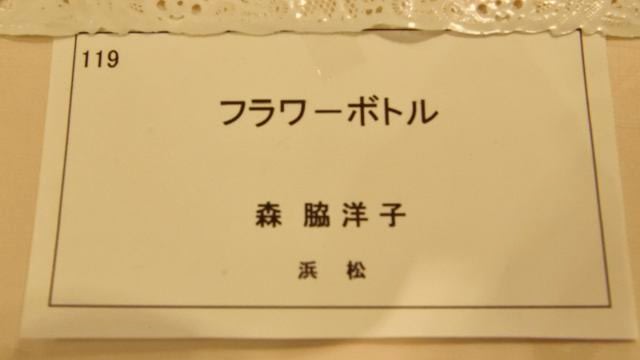 119
フラワーボトル
森 脇 洋 子
浜 松